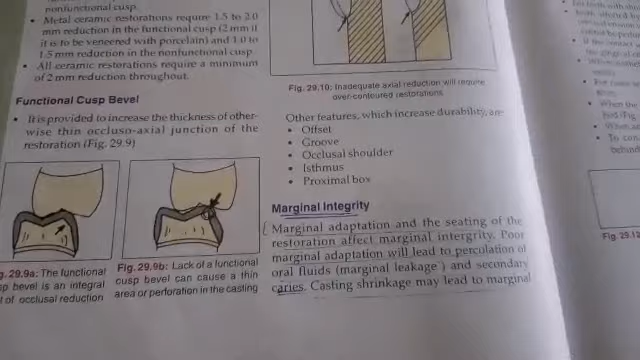 nonfunctional cusp.
• Metal ceramic restorations require 1.5 to 2.0
mm reduction in the functional cusp (2 mm if
it is to be veneered with porcelain) and 1.0 to
1.5 mm reduction in the nonfunctional cusp.
• All ceramic restorations require a minimum
of 2 mm reduction throughout.
Functional Cusp Bevel
• It is provided to increase the thickness of other-
wise thin occluso-axial junction of the
restoration (Fig. 29.9)
29.9a: The functional
cusp bevel is an integral
of occlusal reduction
Fig. 29.9b: Lack of a functional
cusp bevel can cause a thin
area or perforation in the casting
Fig. 29.10: Inadequate axial reduction will require
over-contoured restorations
Other features, which increase durability, are-
• Offset
• Groove
• Occlusal shoulder
• Isthmus
• Proximal box
Marginal Integrity
Marginal adaptation and the seating of the
restoration affect marginal intergrity. Poor
marginal adaptation will lead to percolation of
oral fluids (marginal leakage) and secondary
caries. Casting shrinkage may lead to marginal
Fig. 29.12